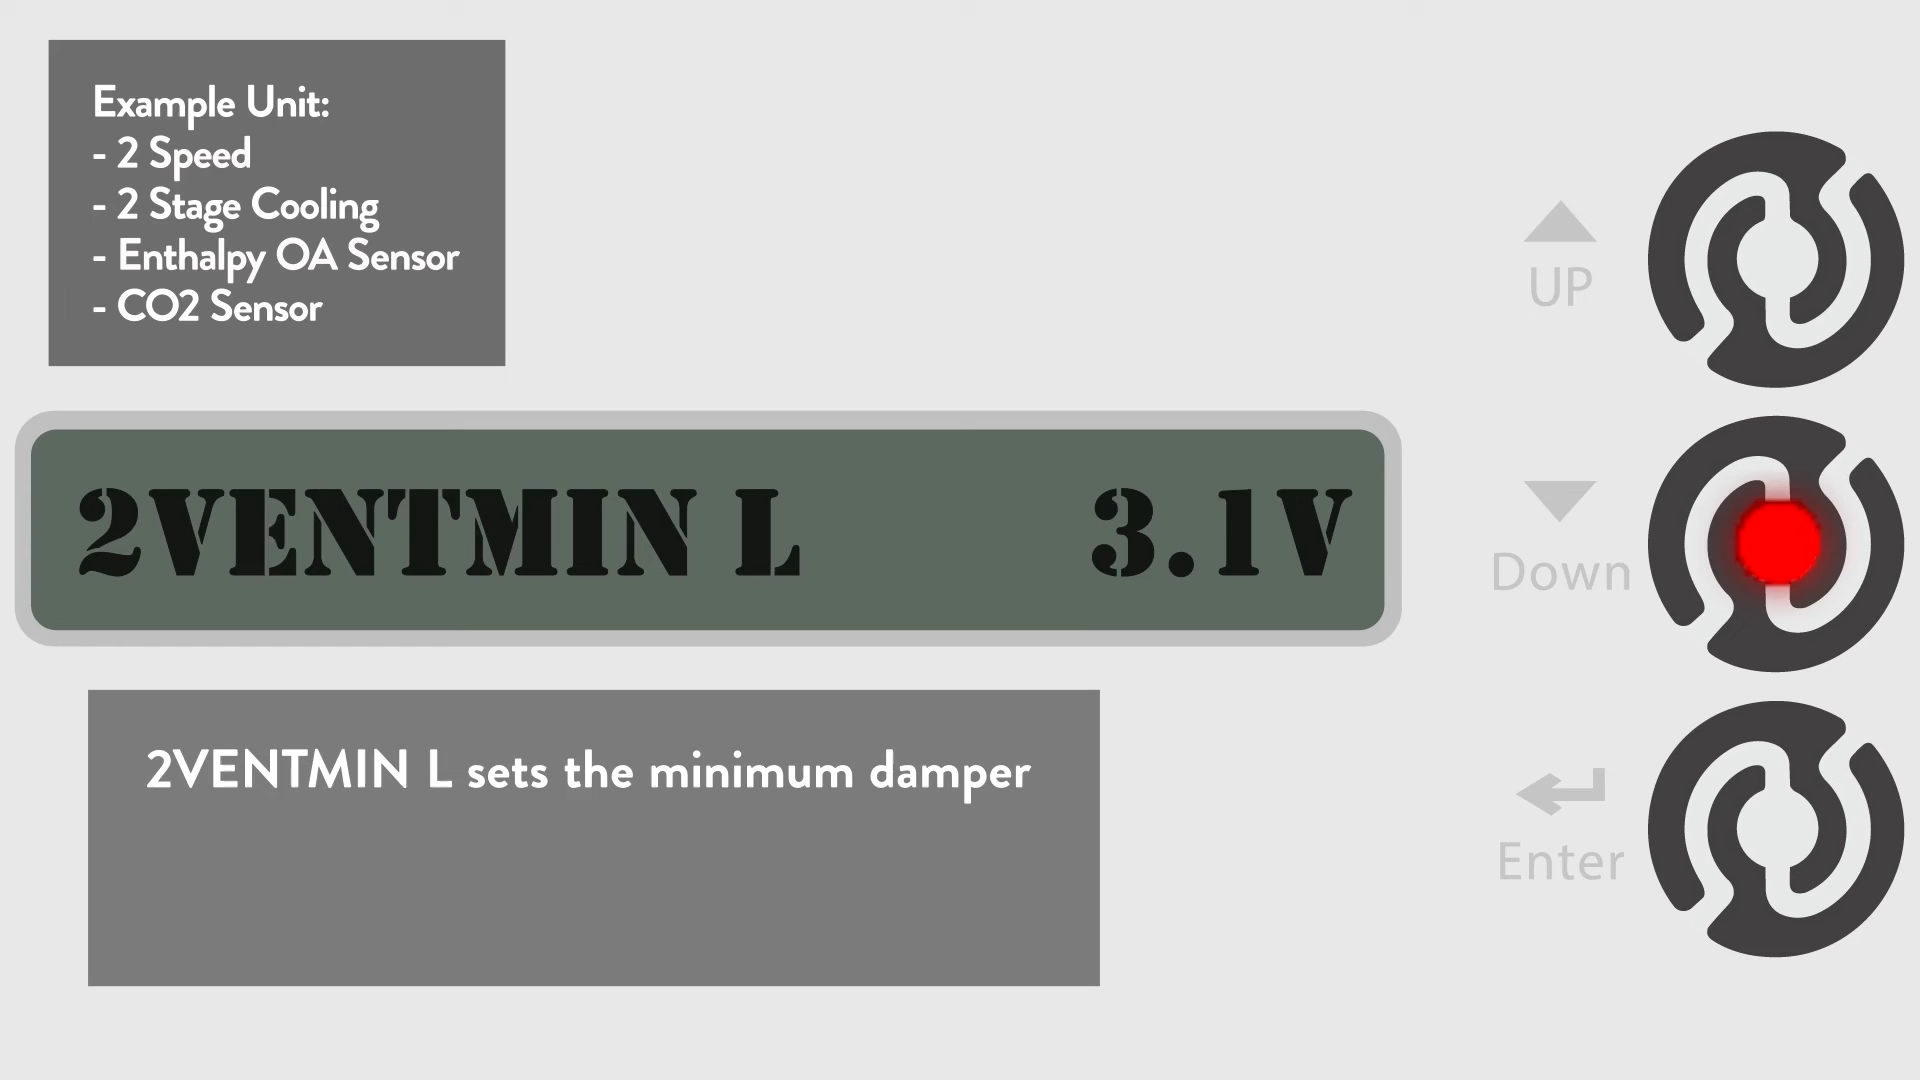 Example Unit:
- 2 Speed
- 2 Stage Cooling
- Enthalpy OA Sensor
- CO2 Sensor
UP
2VENTMIN L 3.1V
Down
2VENTMIN L sets the minimum damper
Enter